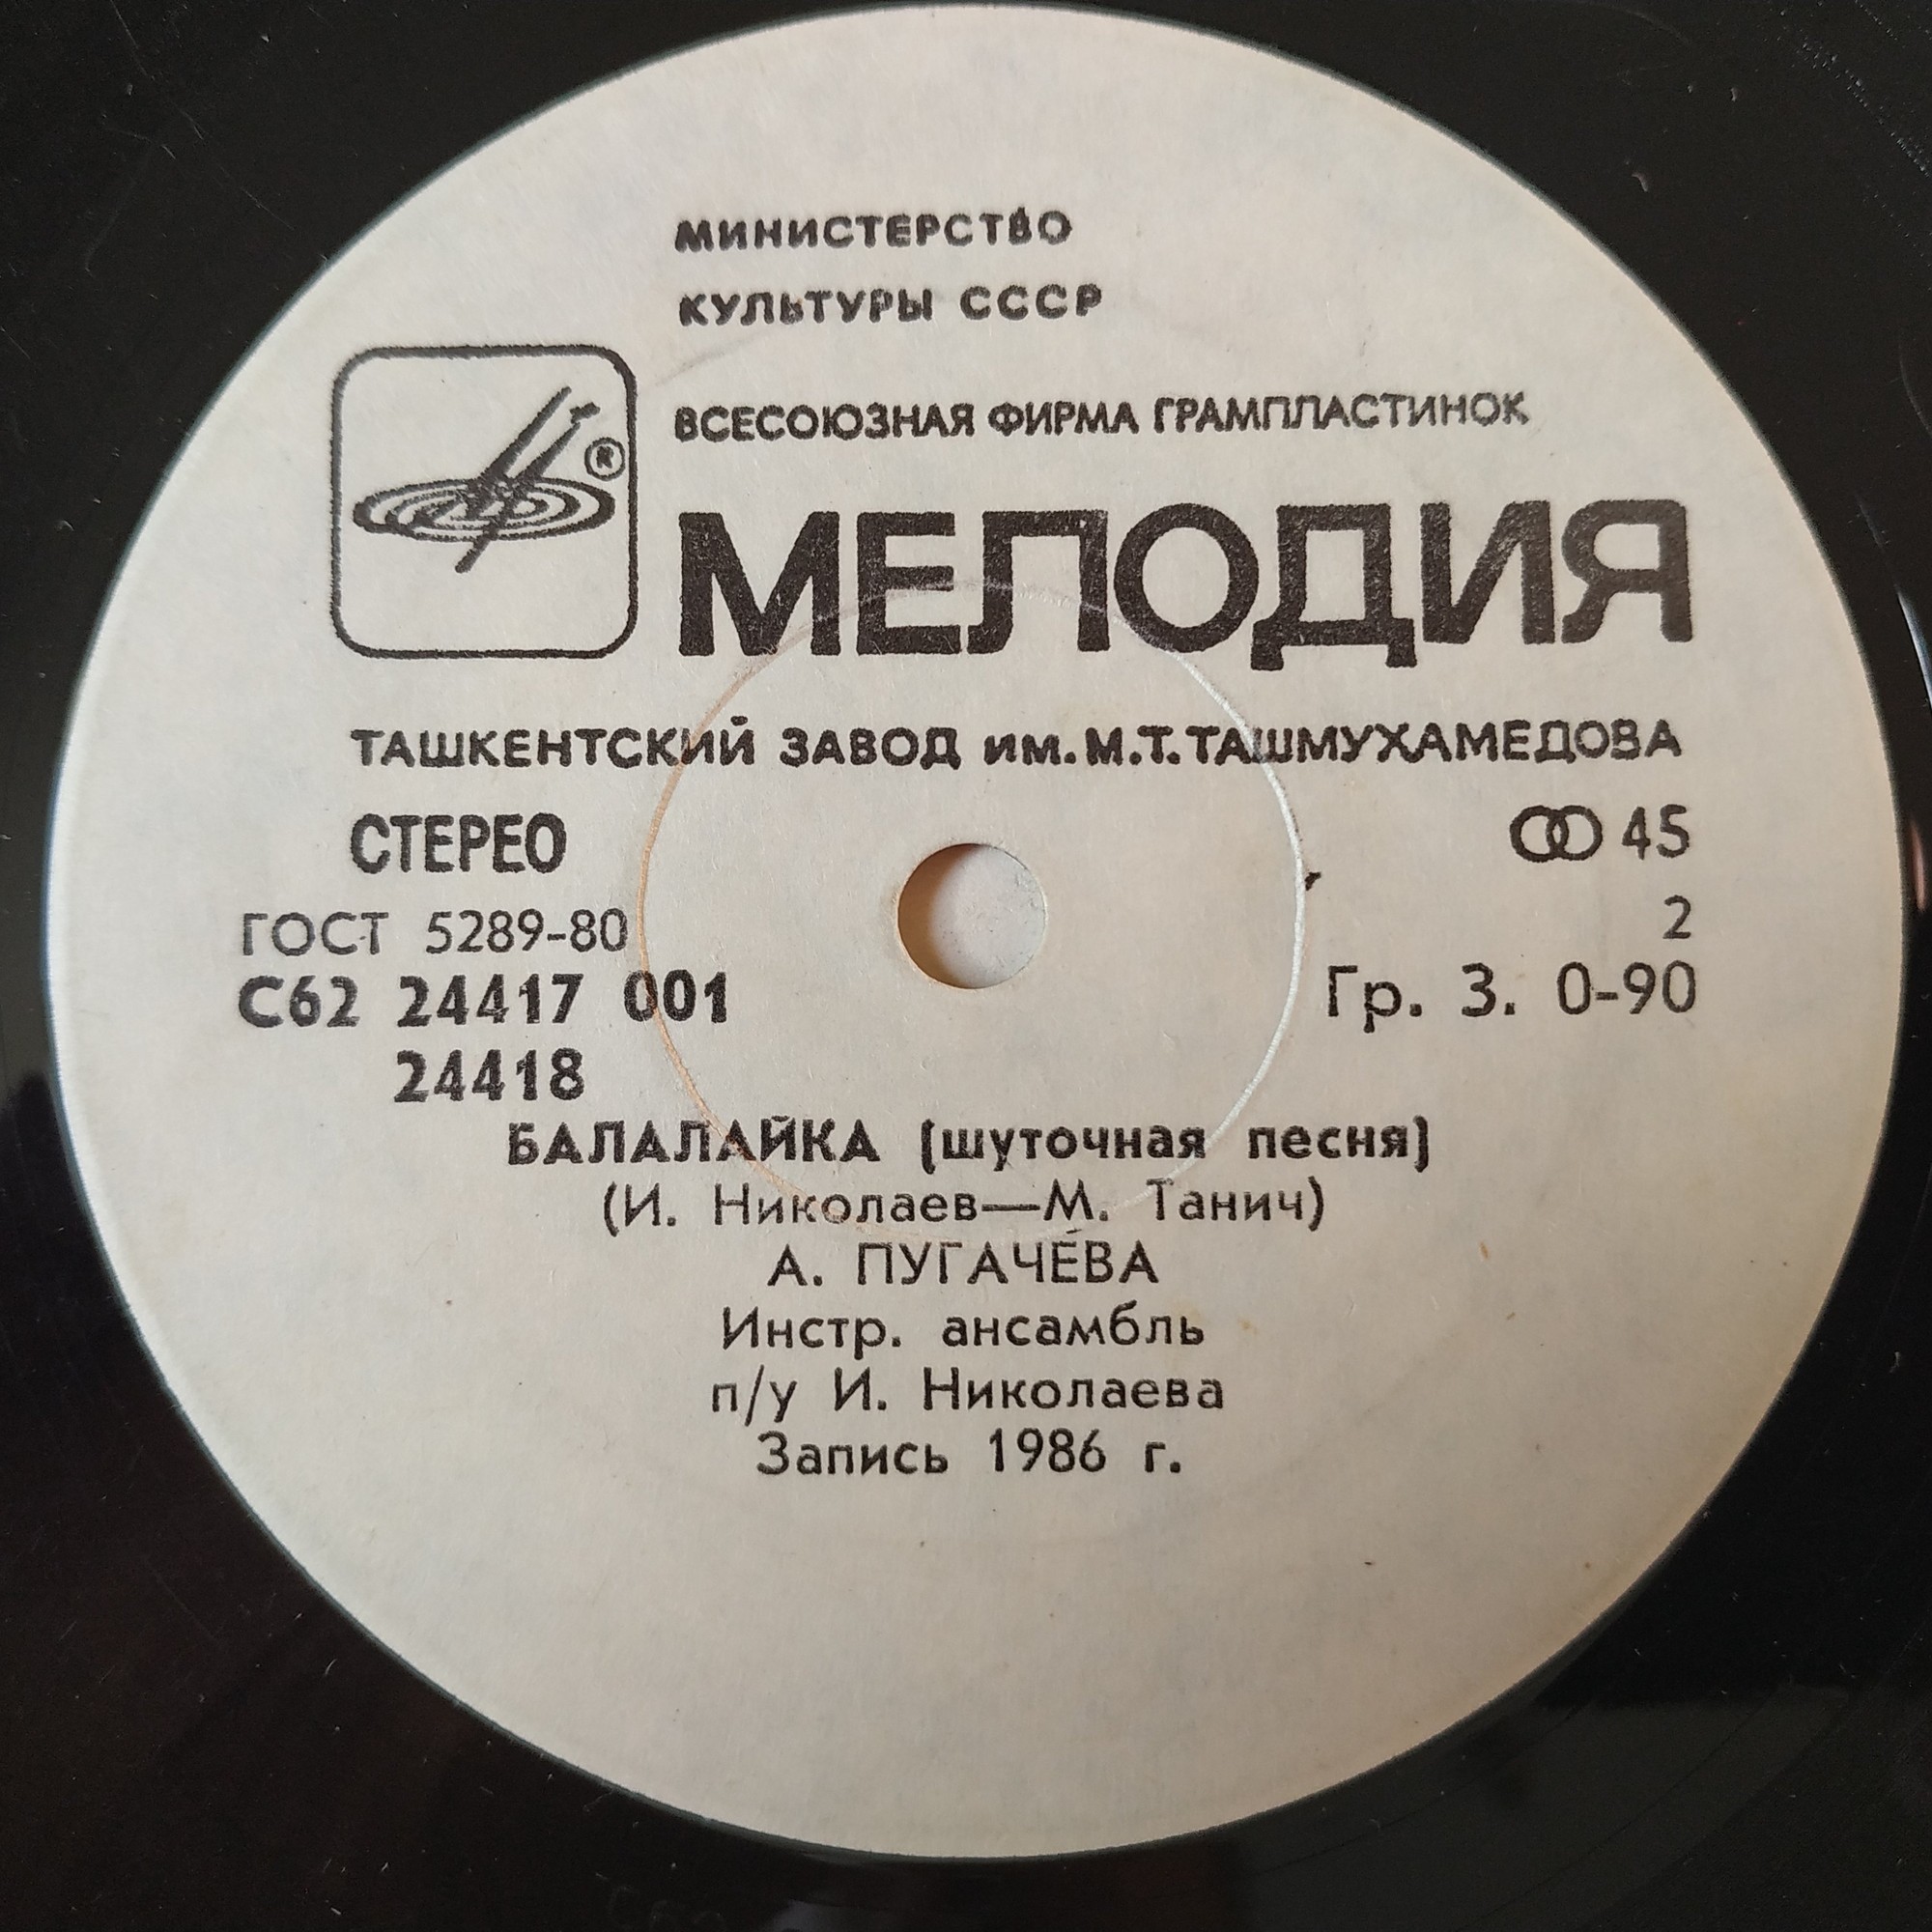 МИНИСТЕРСТВО
КУЛЬТУРЫ СССР
ВСЕСОЮЗНАЯ ФИРМА ГРАМПЛАСТИНОК
®
МЕЛОДИЯ
ТАШКЕНТСКИЙ ЗАВОД им. М.Т. ТАШМУХАМЕДОВА
СТЕРЕО 45
ГОСТ 5289-80 2
С62 24417 001 Гр. 3. 0-90
24418
БАЛАЛАЙКА (шуточная песня)
(И. Николаев—М. Танич)
А. ПУГАЧЕВА
Инстр. ансамбль
п/у И. Николаева
Запись 1986 г.